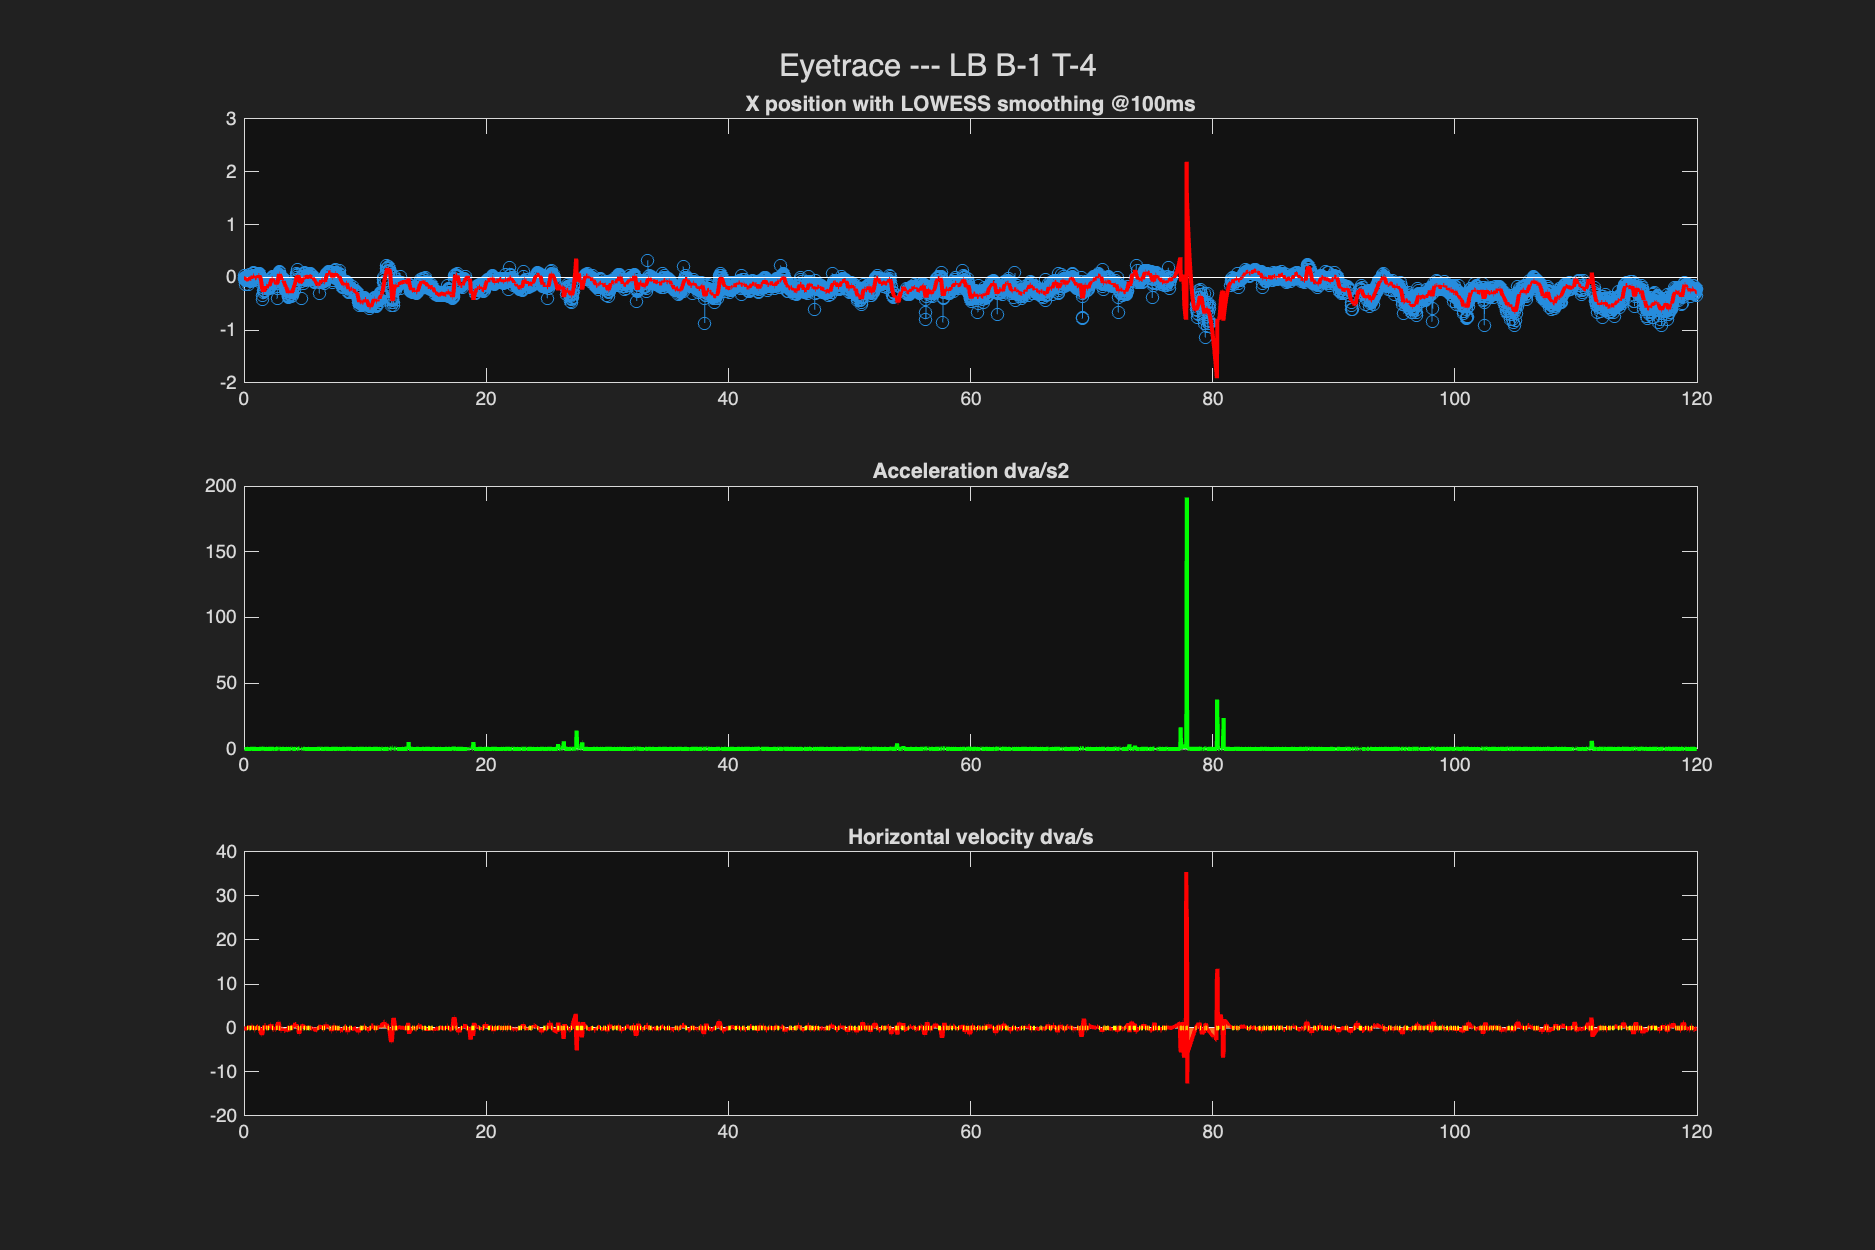 Eyetrace --- LB B-1 T-4
X position with LOWESS smoothing @100ms
3
2
1
0
-1
-2
0 20 40 60 80 100 120
Acceleration dva/s2
200
150
100
50
0
0 20 40 60 80 100 120
Horizontal velocity dva/s
40
30
20
10
0
-10
-20
0 20 40 60 80 100 120